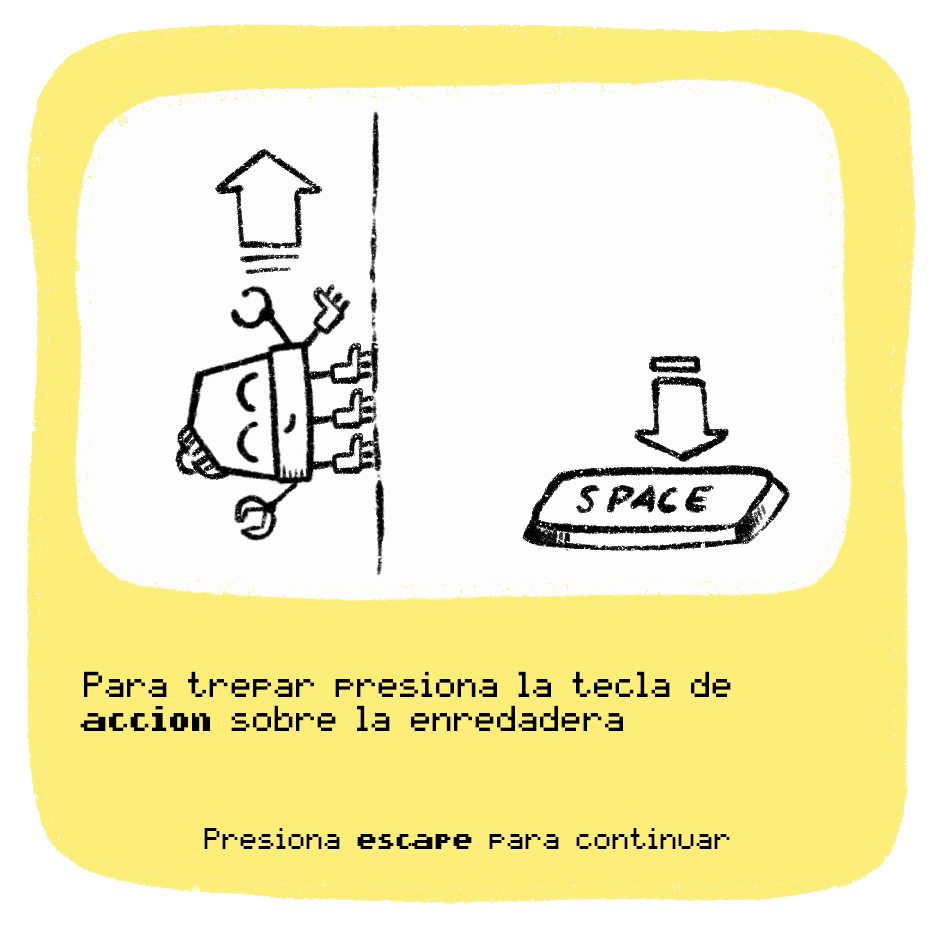 SPACE
Para trepar presiona la tecla de
accion sobre la enredadera
Presiona escape para continuar